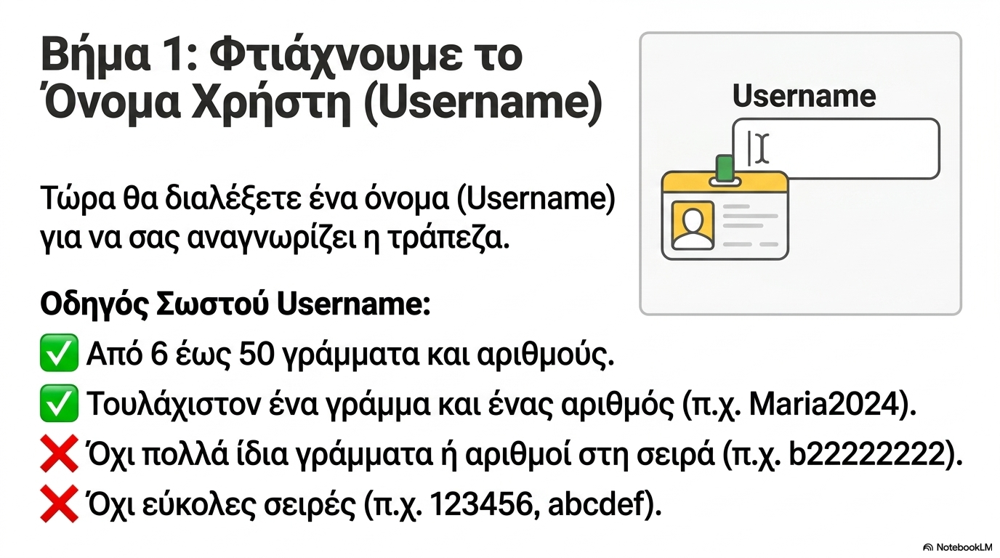 Βήμα 1: Φτιάχνουμε το
Όνομα Χρήστη (Username)
Username
Τώρα θα διαλέξετε ένα όνομα (Username)
για να σας αναγνωρίζει η τράπεζα.
Οδηγός Σωστού Username:
✅ Από 6 έως 50 γράμματα και αριθμούς.
✅ Τουλάχιστον ένα γράμμα και ένας αριθμός (π.χ. Maria2024).
❌ Όχι πολλά ίδια γράμματα ή αριθμοί στη σειρά (π.χ. b22222222).
❌ Όχι εύκολες σειρές (π.χ. 123456, abcdef).
NotebookLM